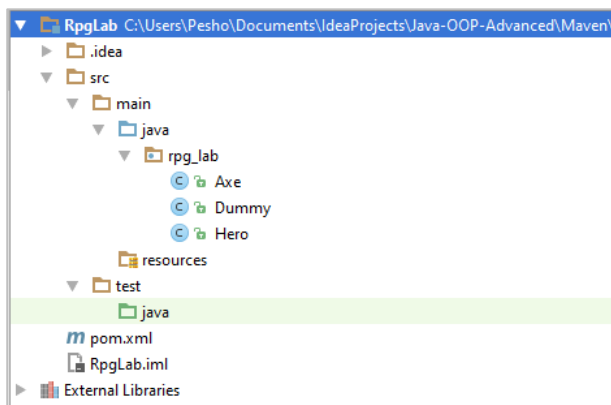 RpgLab C:\Users\Pesho\Documents\IdeaProjects\Java-OOP-Advanced\Maven\
.idea
src
main
java
rpg_lab
C Axe
C Dummy
C Hero
resources
test
java
m pom.xml
RpgLab.iml
External Libraries